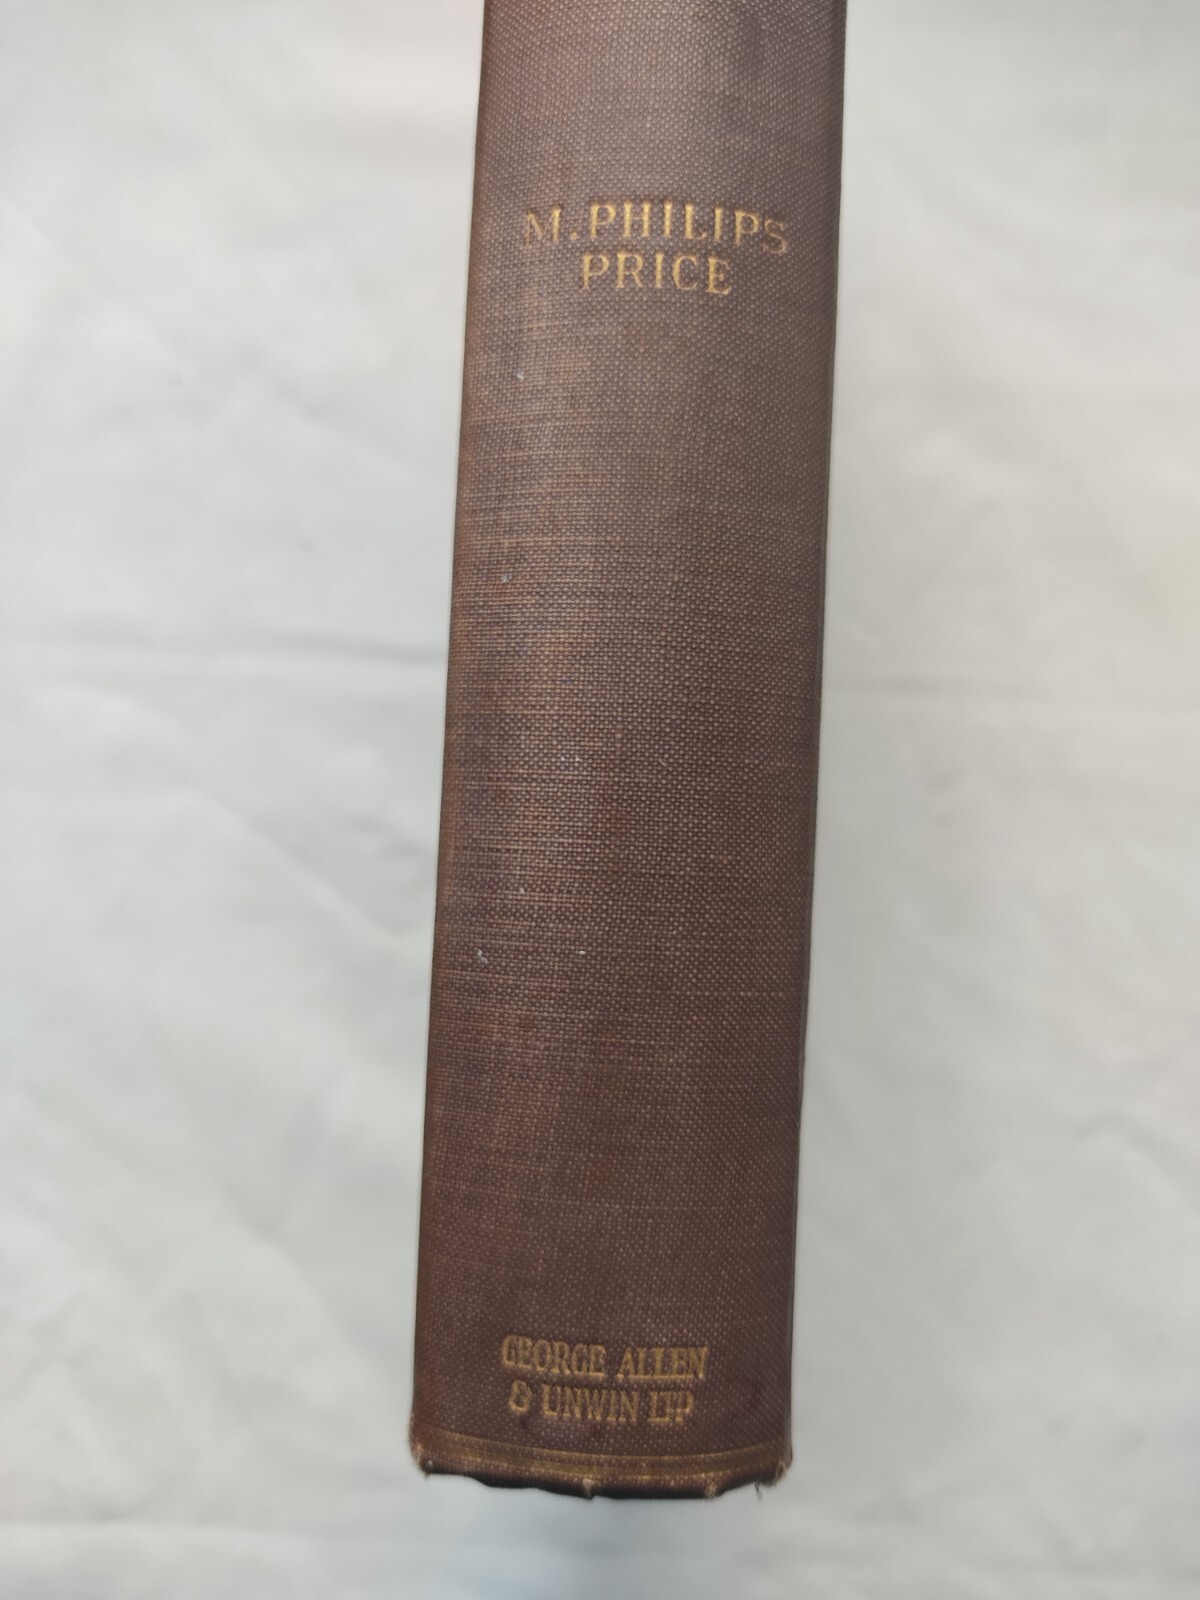 M. PHILIPS
PRICE
GEORGE ALLEN
& UNWIN LTD